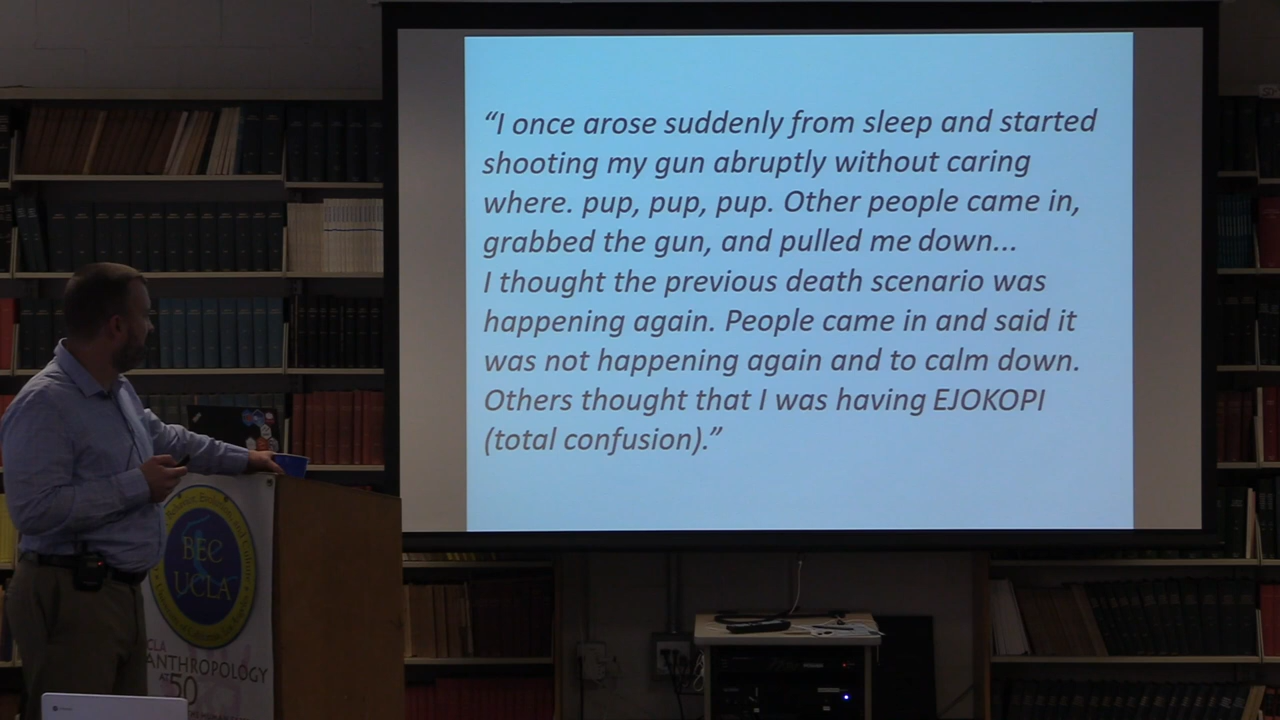 “I once arose suddenly from sleep and started
shooting my gun abruptly without caring
where. pup, pup, pup. Other people came in,
grabbed the gun, and pulled me down...
I thought the previous death scenario was
happening again. People came in and said it
was not happening again and to calm down.
Others thought that I was having EJOKOPI
(total confusion).”
BEC
UCLA
CLA
ANTHROPOLOGY
AT 50